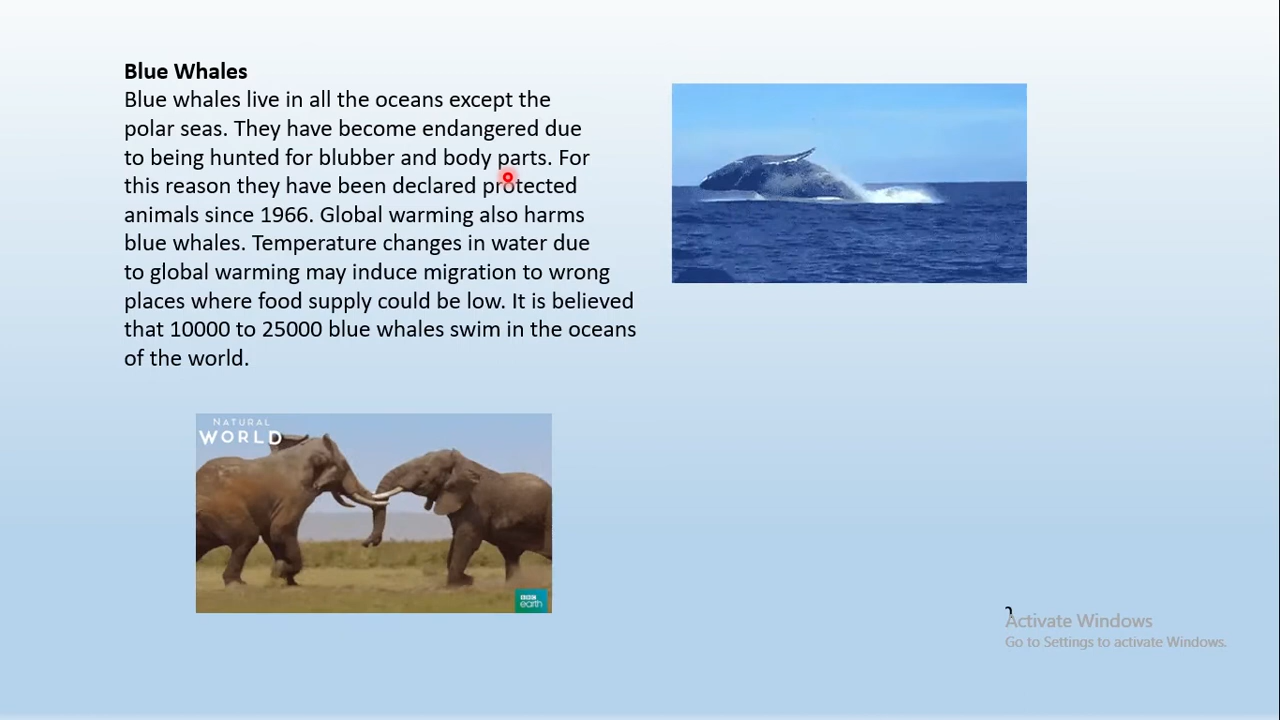 Blue Whales
Blue whales live in all the oceans except the
polar seas. They have become endangered due
to being hunted for blubber and body parts. For
this reason they have been declared protected
animals since 1966. Global warming also harms
blue whales. Temperature changes in water due
to global warming may induce migration to wrong
places where food supply could be low. It is believed
that 10000 to 25000 blue whales swim in the oceans
of the world.
NATURAL
WORLD
BBC
earth
Activate Windows
Go to Settings to activate Windows.